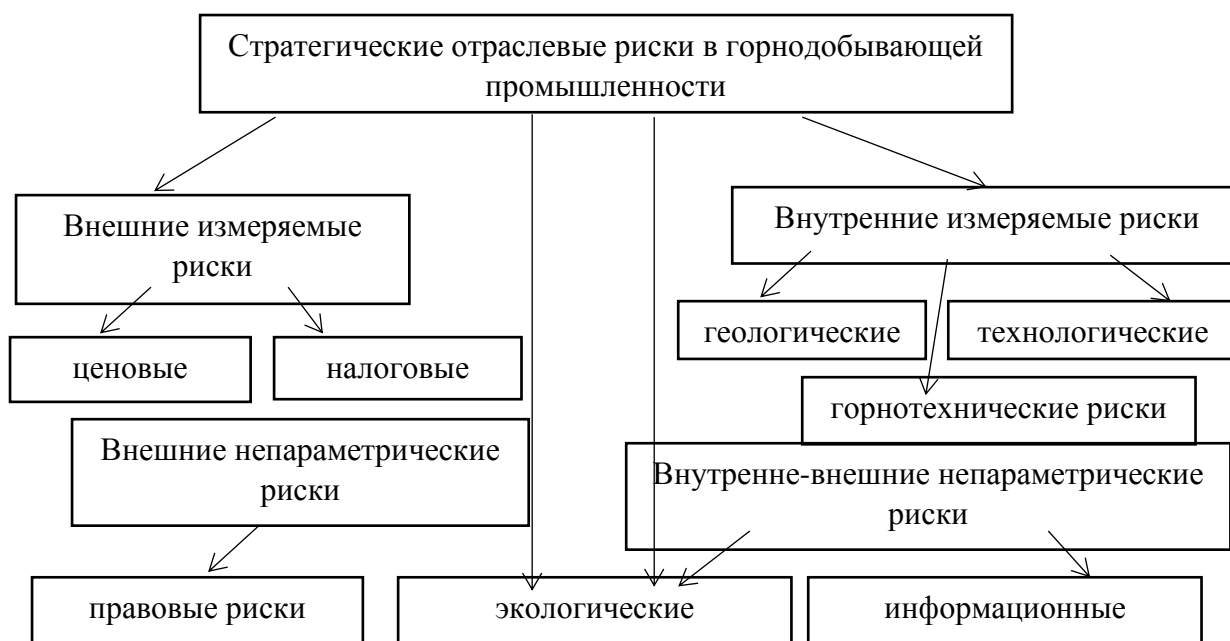 Стратегические отраслевые риски в горнодобывающей
промышленности
Внешние измеряемые
риски
Внутренние измеряемые риски
ценовые
налоговые
геологические
технологические
горнотехнические риски
Внешние непараметрические
риски
Внутренне-внешние непараметрические
риски
правовые риски
экологические
информационные